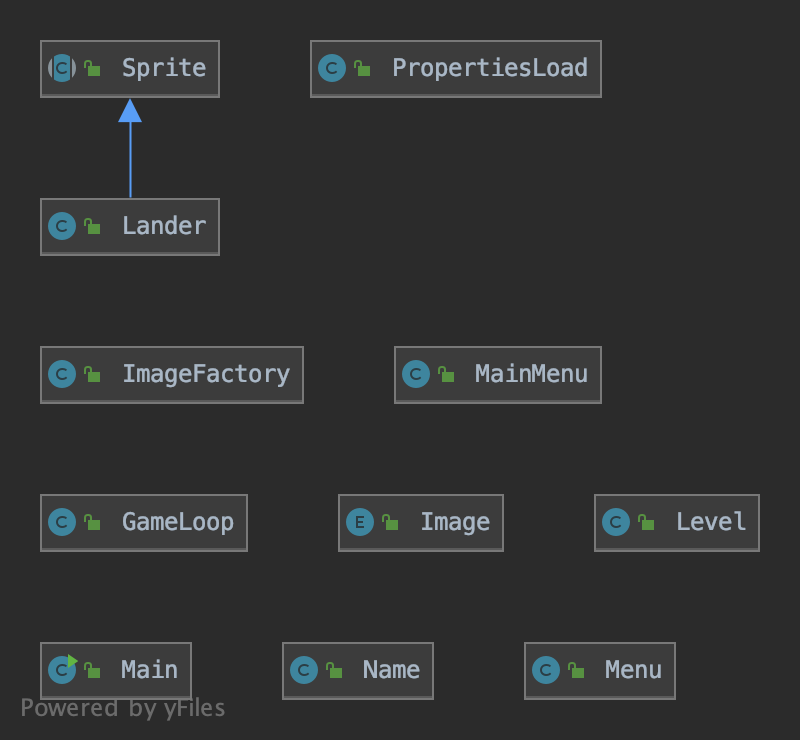 C Sprite
C PropertiesLoad
C Lander
C ImageFactory
C MainMenu
C GameLoop
E Image
C Level
C Main
C Name
C Menu
Powered by yFiles